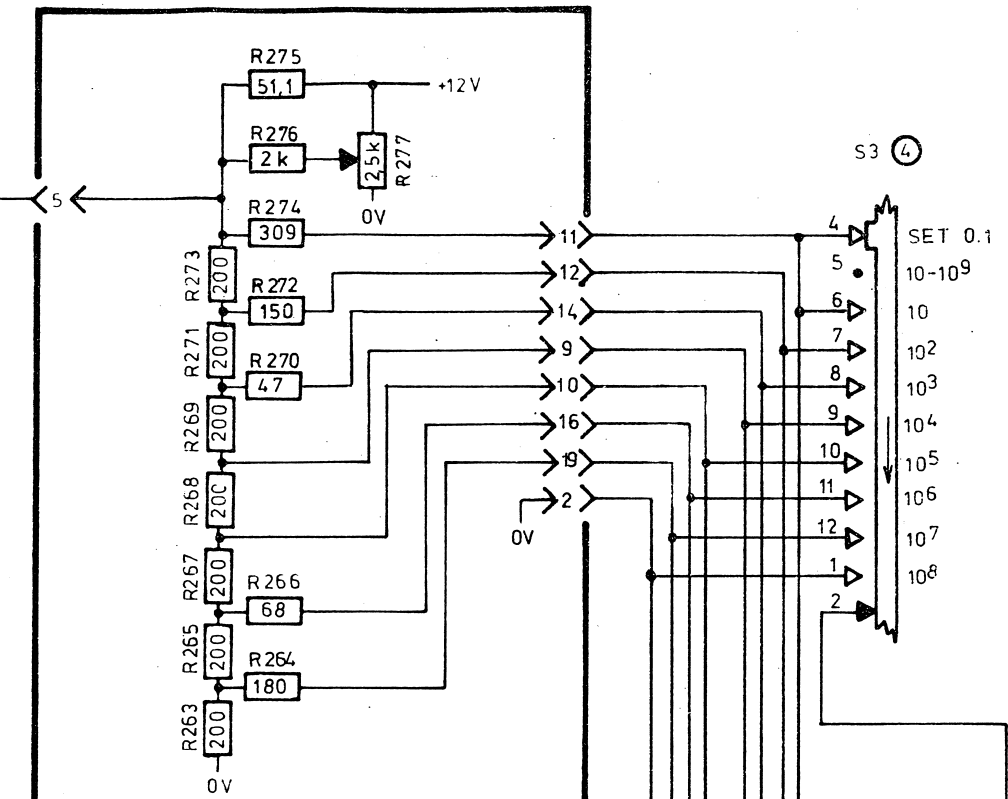 R275
51,1
+12V
R276
2k
2,5k
R277
0V
5
R274
309
11
R273
200
R272
150
12
R271
200
R270
47
14
R269
200
9
R268
200
10
R267
200
R266
68
16
R265
200
R264
180
19
R263
200
0V
2
0V
S3 4
4 SET 0.1
5 10-10⁹
6 10
7 10²
8 10³
9 10⁴
10 10⁵
11 10⁶
12 10⁷
1 10⁸
2